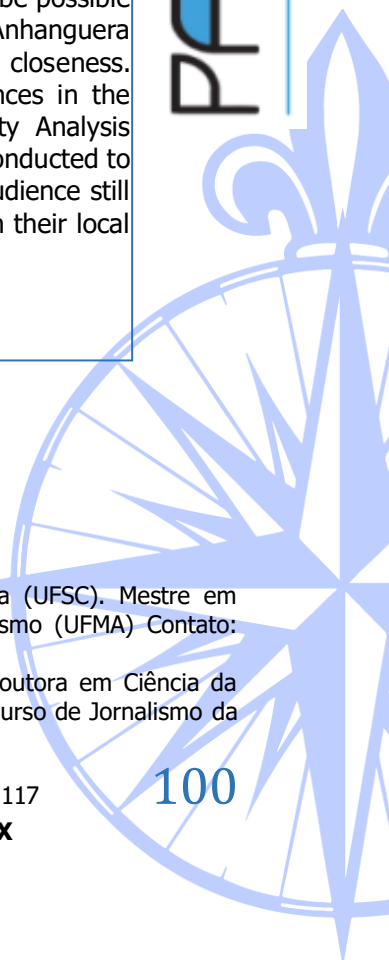 be possible
Anhanguera
closeness.
nces in the
ty Analysis
onducted to
udience still
n their local
PA
a (UFSC). Mestre em
smo (UFMA) Contato:
outora em Ciência da
urso de Jornalismo da
117
100
x